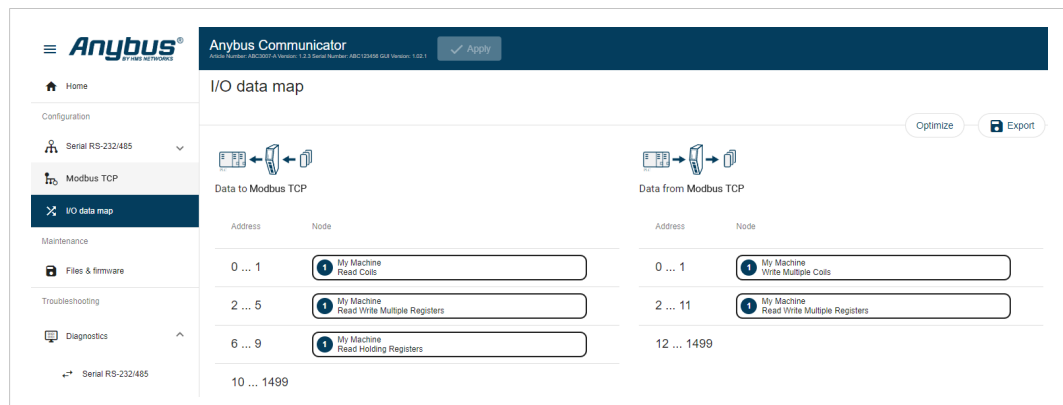 Anybus®
BY HMS NETWORKS
Anybus Communicator
Article Number: ABC3007-A Version: 1.2.3 Serial Number: ABC123456 GUI Version: 1.02.1
Apply
Home
Configuration
Serial RS-232/485
Modbus TCP
I/O data map
Maintenance
Files & firmware
Troubleshooting
Diagnostics
Serial RS-232/485
I/O data map
Optimize
Export
Data to Modbus TCP
Address Node
0 ... 1
1 My Machine
Read Coils
2 ... 5
1 My Machine
Read Write Multiple Registers
6 ... 9
1 My Machine
Read Holding Registers
10 ... 1499
Data from Modbus TCP
Address Node
0 ... 1
1 My Machine
Write Multiple Coils
2 ... 11
1 My Machine
Read Write Multiple Registers
12 ... 1499